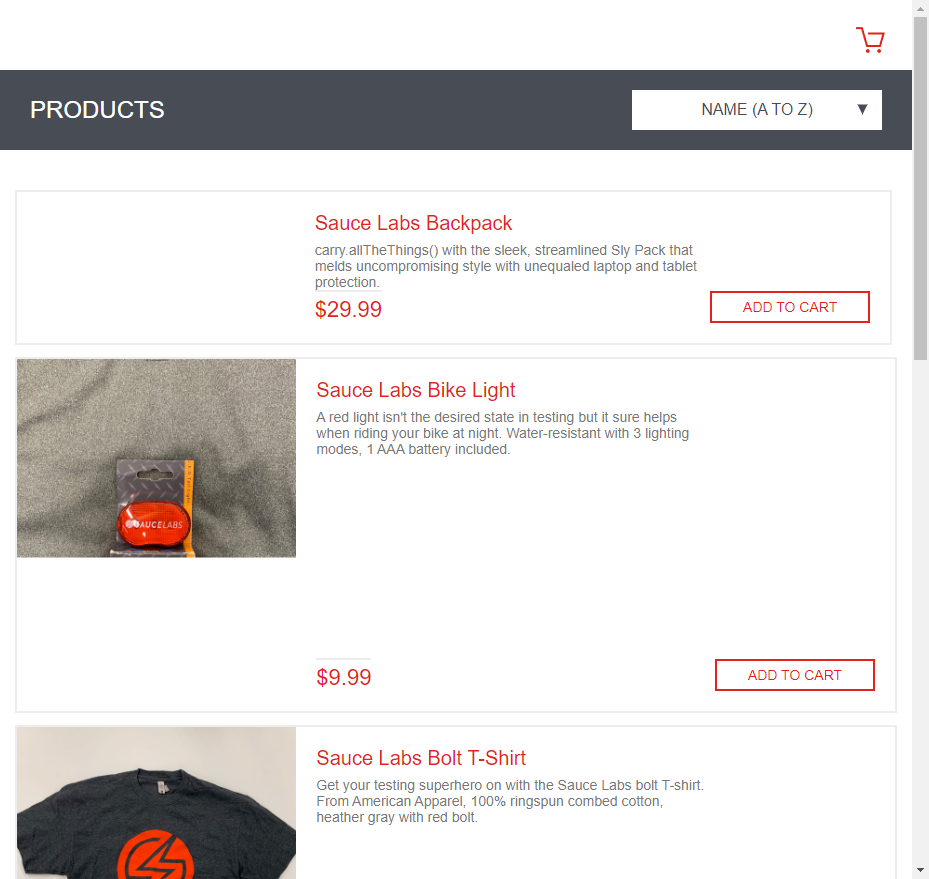 PRODUCTS
NAME (A TO Z)
Sauce Labs Backpack
carry.allTheThings() with the sleek, streamlined Sly Pack that
melds uncompromising style with unequaled laptop and tablet
protection.
$29.99
ADD TO CART
Sauce Labs Bike Light
A red light isn't the desired state in testing but it sure helps
when riding your bike at night. Water-resistant with 3 lighting
modes, 1 AAA battery included.
SAUCELABS
$9.99
ADD TO CART
Sauce Labs Bolt T-Shirt
Get your testing superhero on with the Sauce Labs bolt T-shirt.
From American Apparel, 100% ringspun combed cotton,
heather gray with red bolt.